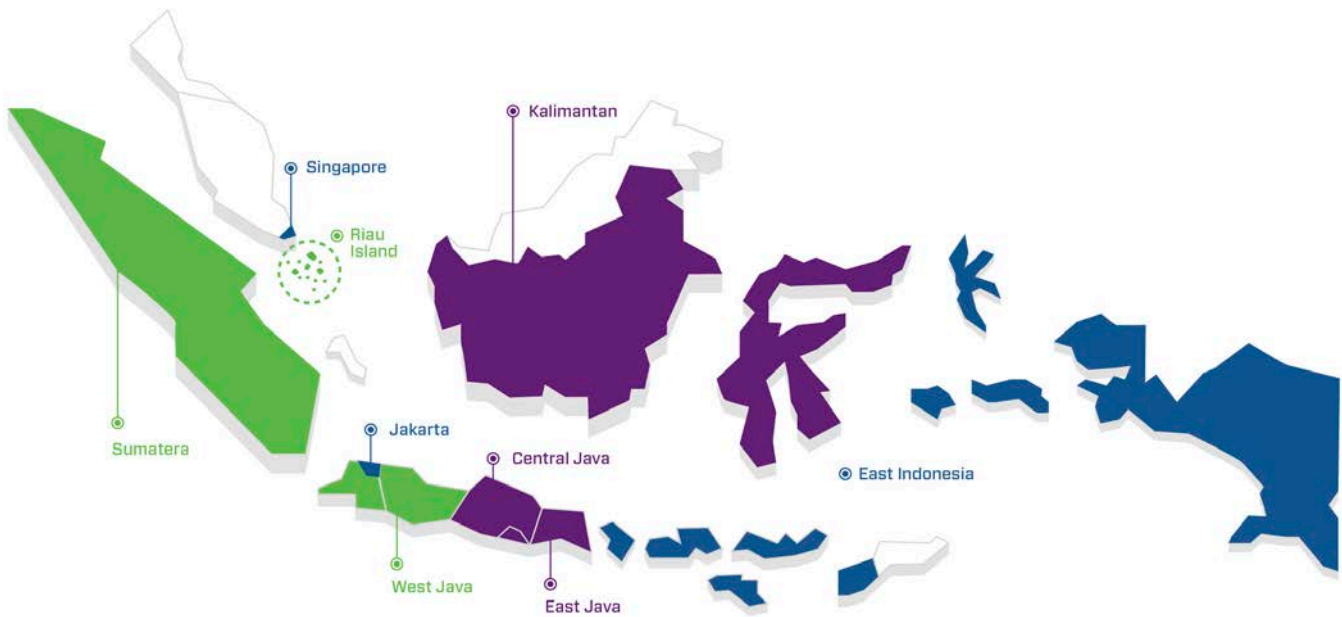 Kalimantan
Singapore
Riau
Island
Sumatera
Jakarta
Central Java
East Indonesia
West Java
East Java